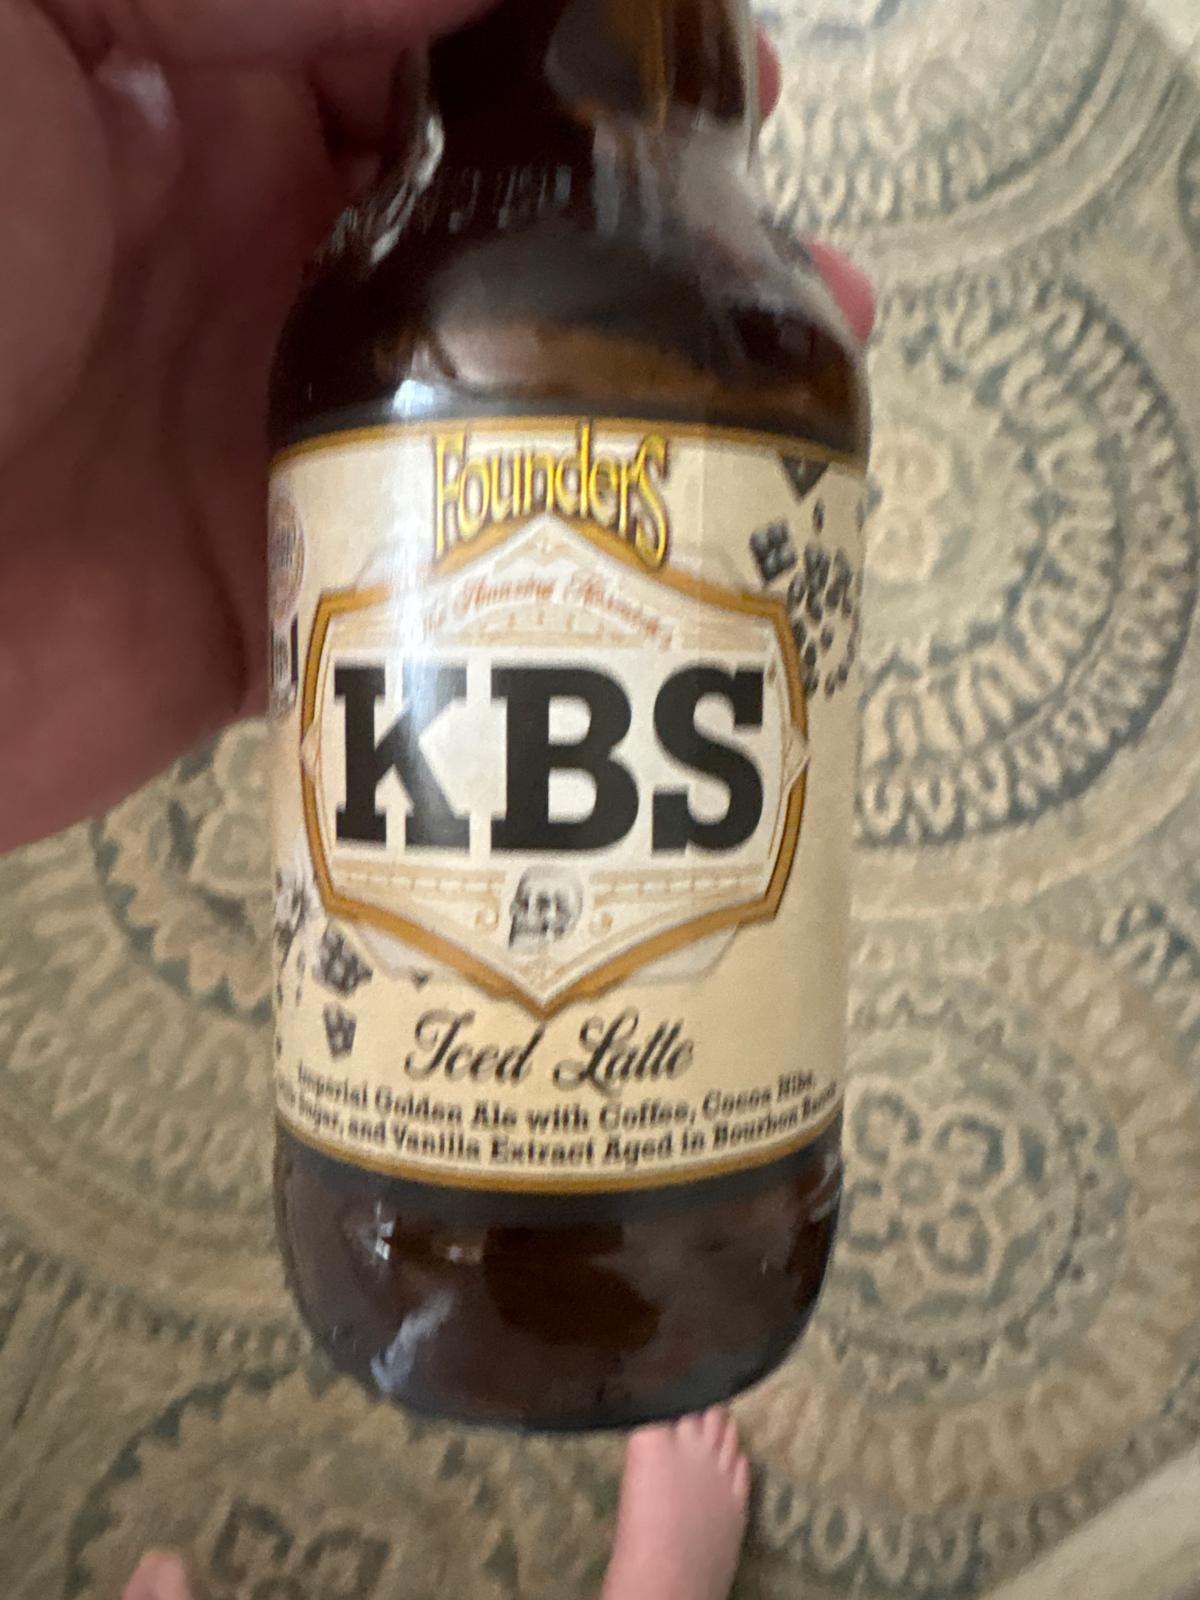 Founders
KBS
Iced Latte
Imperial Golden Ale with Coffee, Cocoa Nibs,
Sugar, and Vanilla Extract Aged in Bourbon